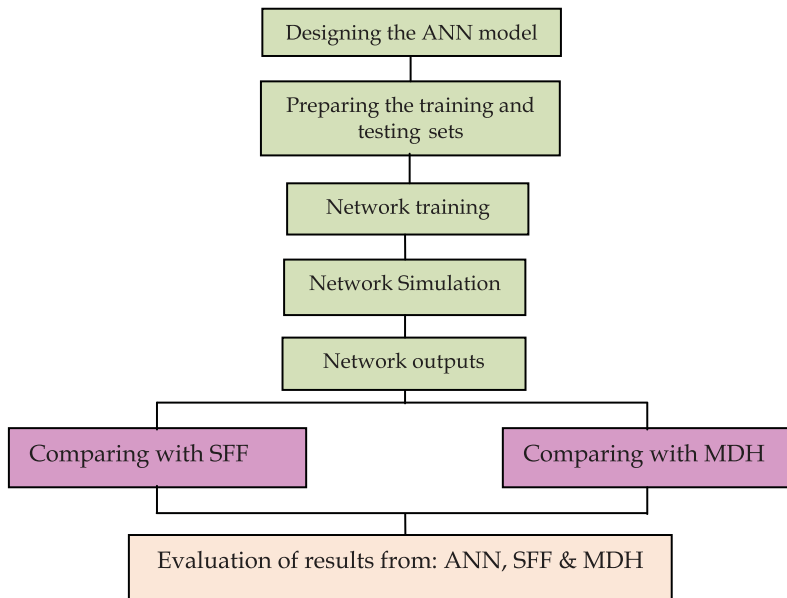 Designing the ANN model
Preparing the training and
testing sets
Network training
Network Simulation
Network outputs
Comparing with SFF
Comparing with MDH
Evaluation of results from: ANN, SFF & MDH